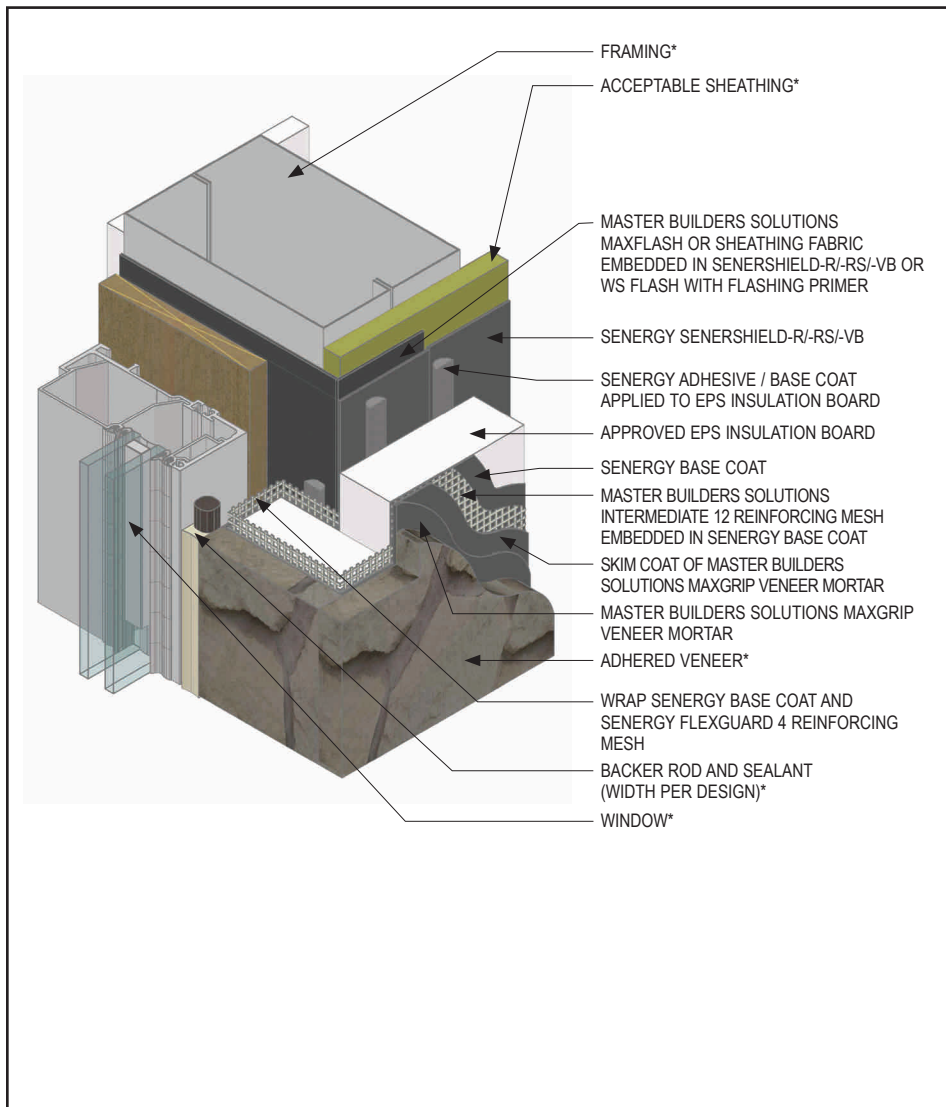 FRAMING*
ACCEPTABLE SHEATHING*
MASTER BUILDERS SOLUTIONS
MAXFLASH OR SHEATHING FABRIC
EMBEDDED IN SENERSHIELD-R/-RS/-VB OR
WS FLASH WITH FLASHING PRIMER
SENERGY SENERSHIELD-R/-RS/-VB
SENERGY ADHESIVE / BASE COAT
APPLIED TO EPS INSULATION BOARD
APPROVED EPS INSULATION BOARD
SENERGY BASE COAT
MASTER BUILDERS SOLUTIONS
INTERMEDIATE 12 REINFORCING MESH
EMBEDDED IN SENERGY BASE COAT
SKIM COAT OF MASTER BUILDERS
SOLUTIONS MAXGRIP VENEER MORTAR
MASTER BUILDERS SOLUTIONS MAXGRIP
VENEER MORTAR
ADHERED VENEER*
WRAP SENERGY BASE COAT AND
SENERGY FLEXGUARD 4 REINFORCING
MESH
BACKER ROD AND SEALANT
(WIDTH PER DESIGN)*
WINDOW*